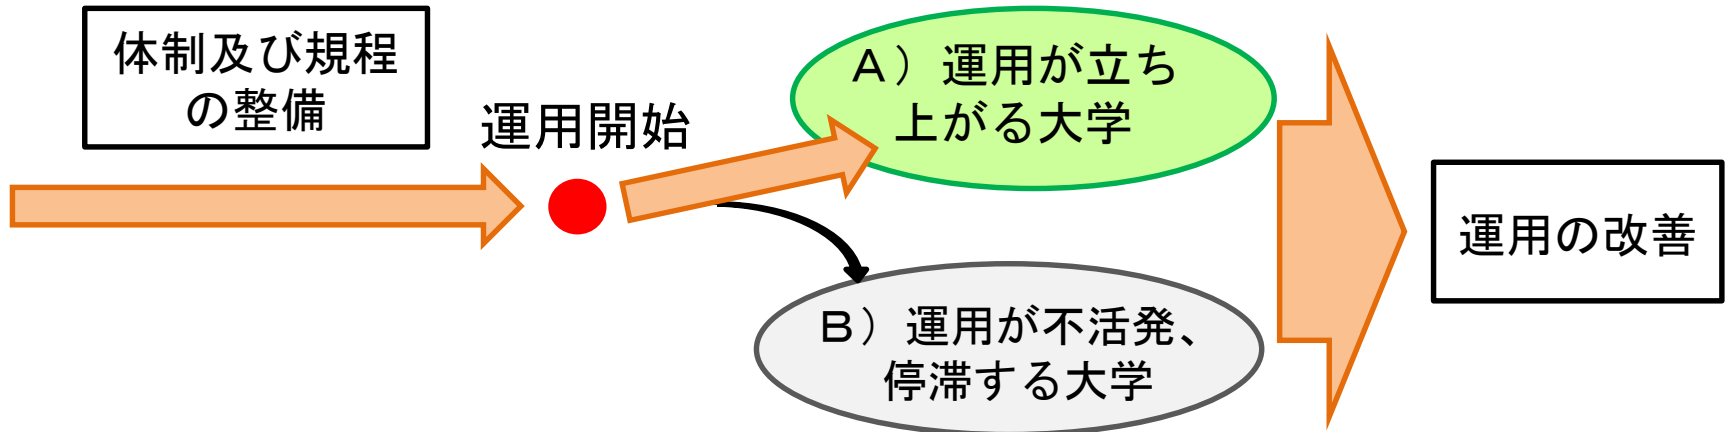 体制及び規程
の整備
運用開始
A）運用が立ち
上がる大学
B）運用が不活発、
停滞する大学
運用の改善